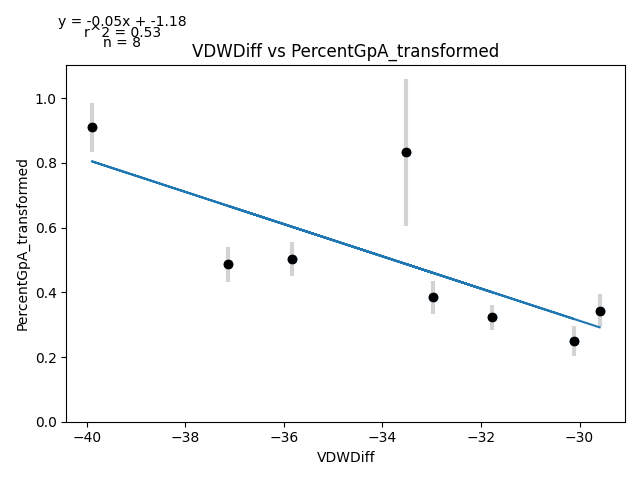 y = -0.05x + -1.18
r^2 = 0.53
n = 8
VDWDiff vs PercentGpA_transformed
PercentGpA_transformed
1.0
0.8
0.6
0.4
0.2
0.0
−40 −38 −36 −34 −32 −30
VDWDiff